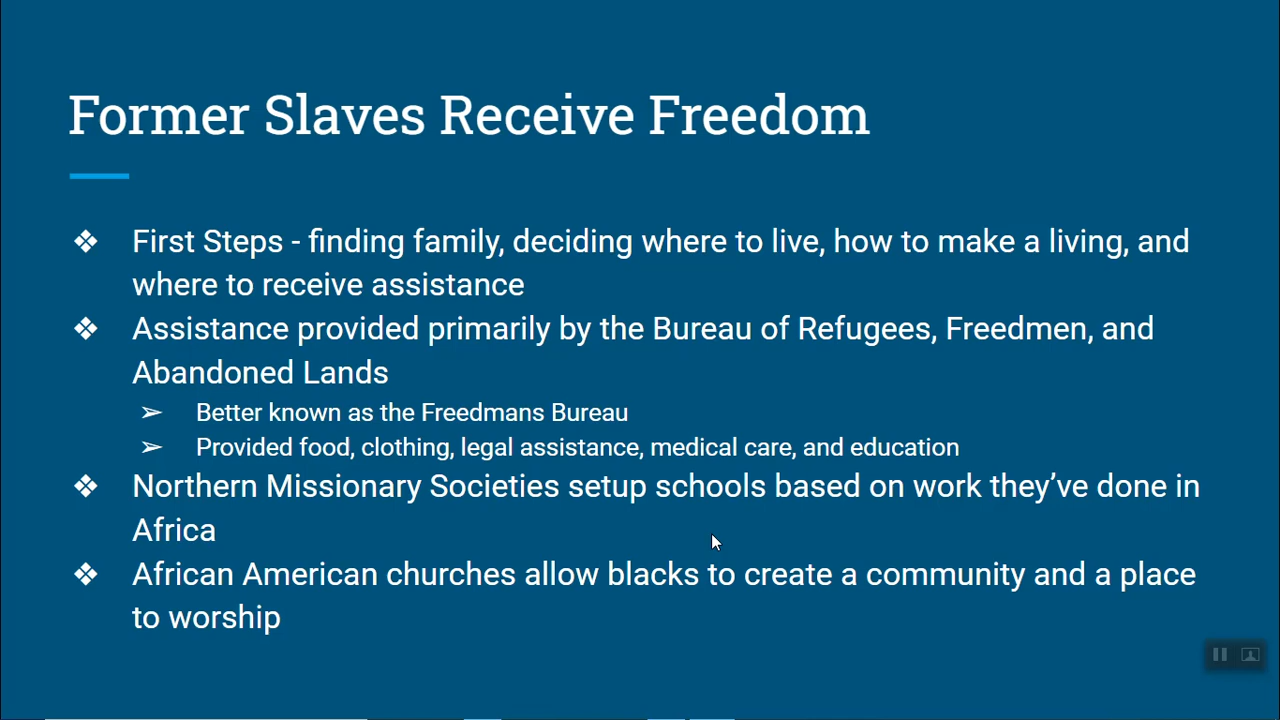 Former Slaves Receive Freedom
❖ First Steps - finding family, deciding where to live, how to make a living, and
where to receive assistance
❖ Assistance provided primarily by the Bureau of Refugees, Freedmen, and
Abandoned Lands
➢ Better known as the Freedmans Bureau
➢ Provided food, clothing, legal assistance, medical care, and education
❖ Northern Missionary Societies setup schools based on work they’ve done in
Africa
❖ African American churches allow blacks to create a community and a place
to worship